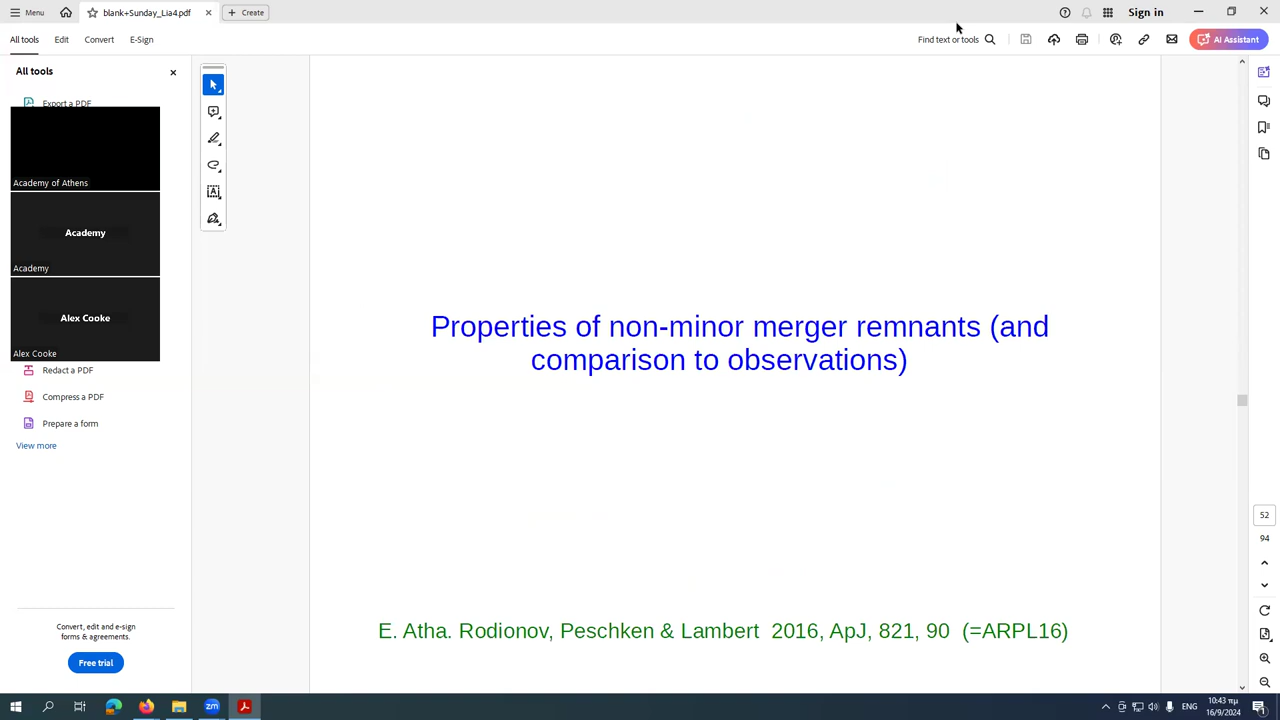 Menu
blank+Sunday_Lia4.pdf
Create
Sign in
All tools
Edit
Convert
E-Sign
Find text or tools
AI Assistant
All tools
Export a PDF
Academy of Athens
Academy
Academy
Alex Cooke
Alex Cooke
Redact a PDF
Compress a PDF
Prepare a form
View more
Convert, edit and e-sign
forms & agreements.
Free trial
Properties of non-minor merger remnants (and
comparison to observations)
E. Atha. Rodionov, Peschken & Lambert 2016, ApJ, 821, 90 (=ARPL16)
52
94
zm
ENG
10:43 πμ
16/9/2024
1